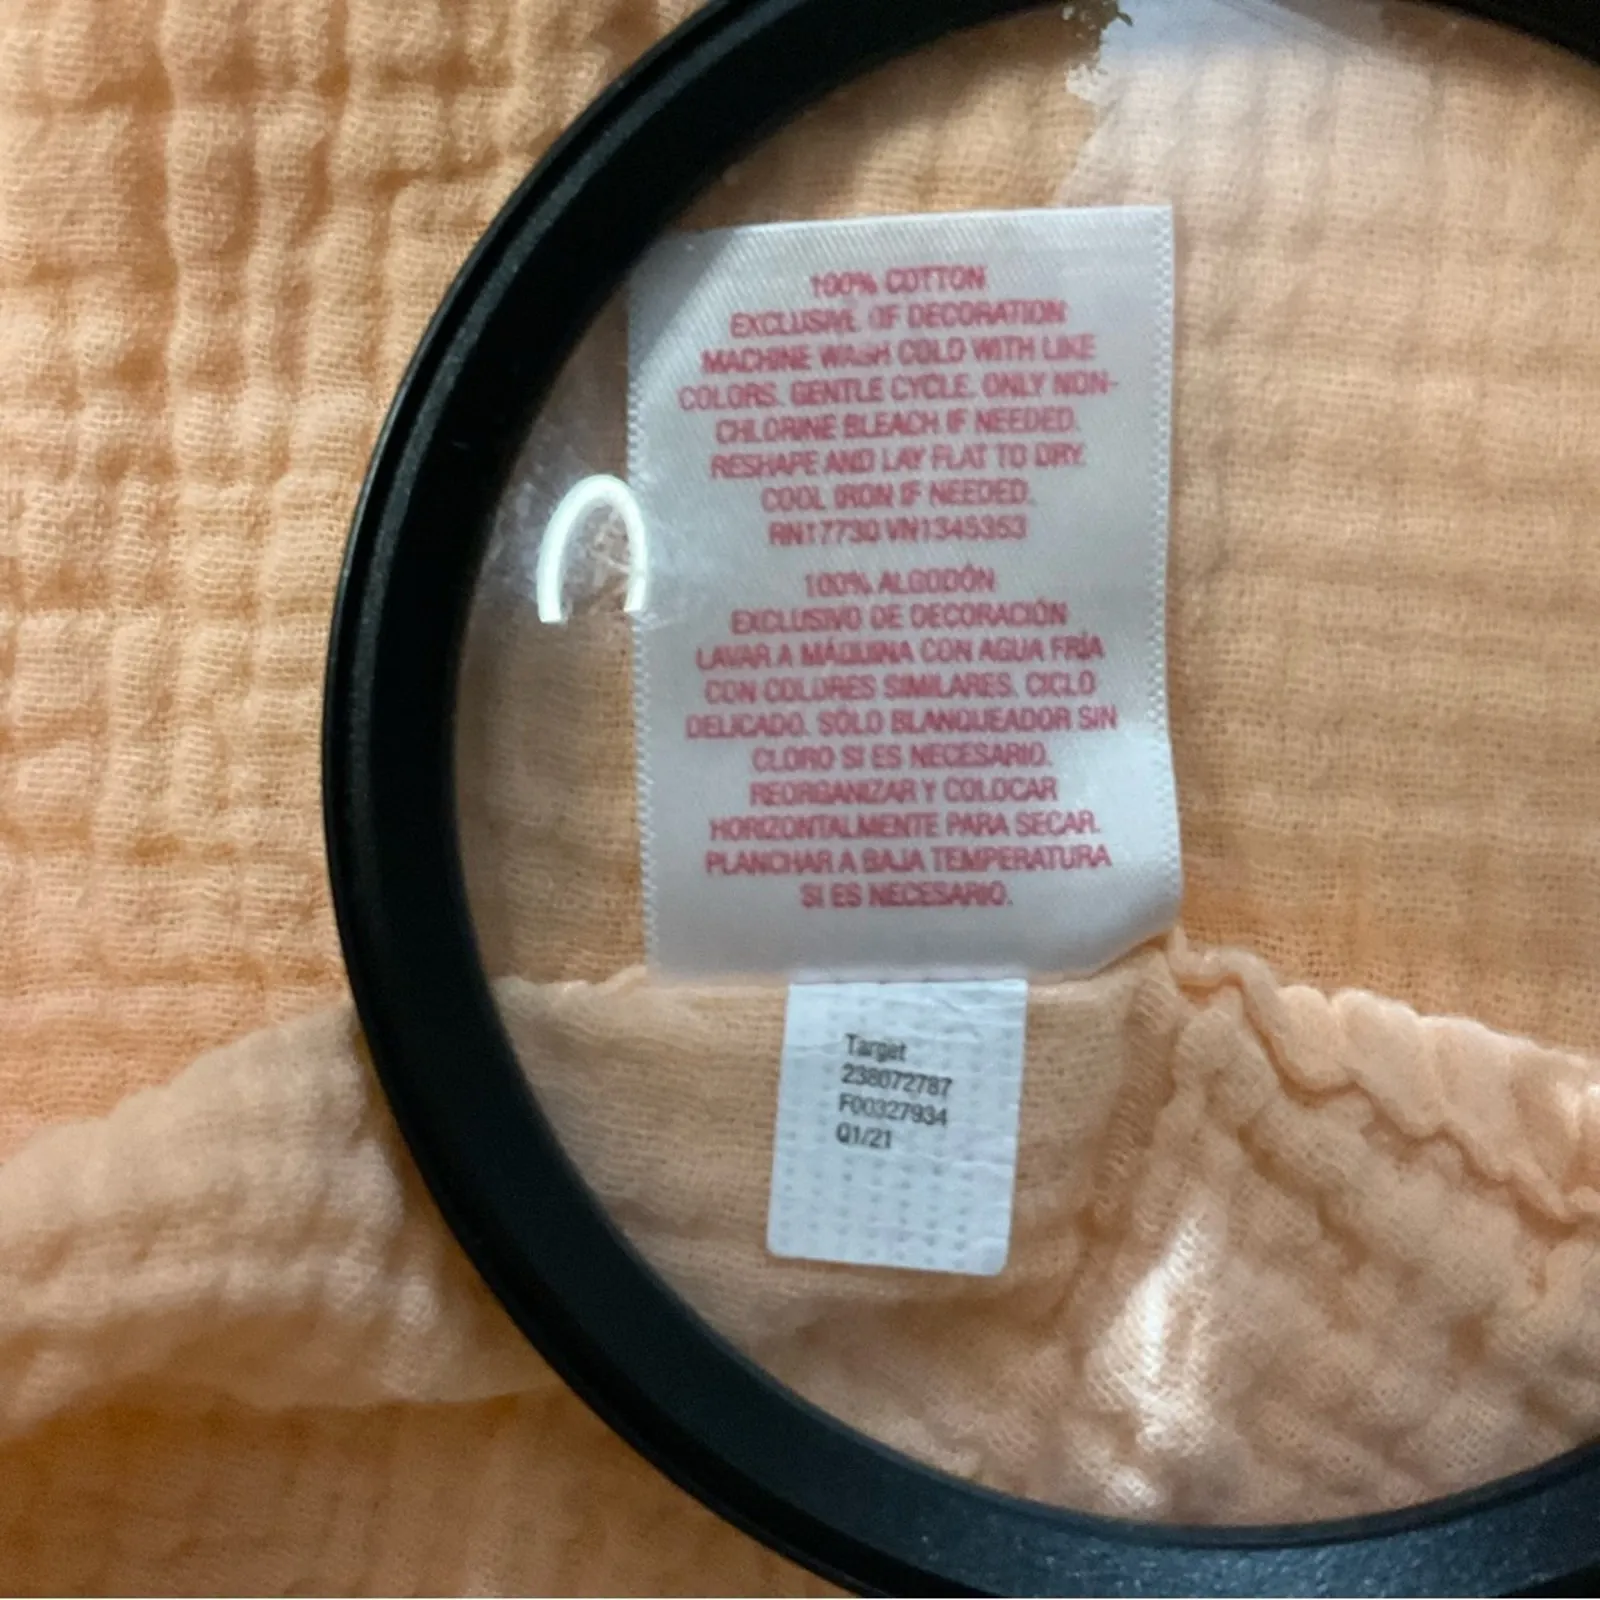 100% COTTON
EXCLUSIVE OF DECORATION
MACHINE WASH COLD WITH LIKE
COLORS. GENTLE CYCLE. ONLY NON-
CHLORINE BLEACH IF NEEDED.
RESHAPE AND LAY FLAT TO DRY.
COOL IRON IF NEEDED.
RN17730 VN1345353
100% ALGODÓN
EXCLUSIVO DE DECORACIÓN
LAVAR A MÁQUINA CON AGUA FRÍA
CON COLORES SIMILARES. CICLO
DELICADO. SÓLO BLANQUEADOR SIN
CLORO SI ES NECESARIO.
REORGANIZAR Y COLOCAR
HORIZONTALMENTE PARA SECAR.
PLANCHAR A BAJA TEMPERATURA
SI ES NECESARIO.
Target
238072787
F00327934
Q1/21